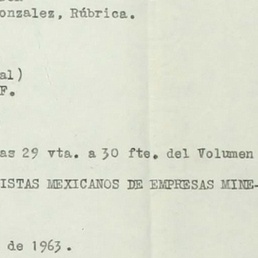 onzalez, Rúbrica.
al)
F.
as 29 vta. a 30 fte. del Volumen
ISTAS MEXICANOS DE EMPRESAS MINE-
de 1963.